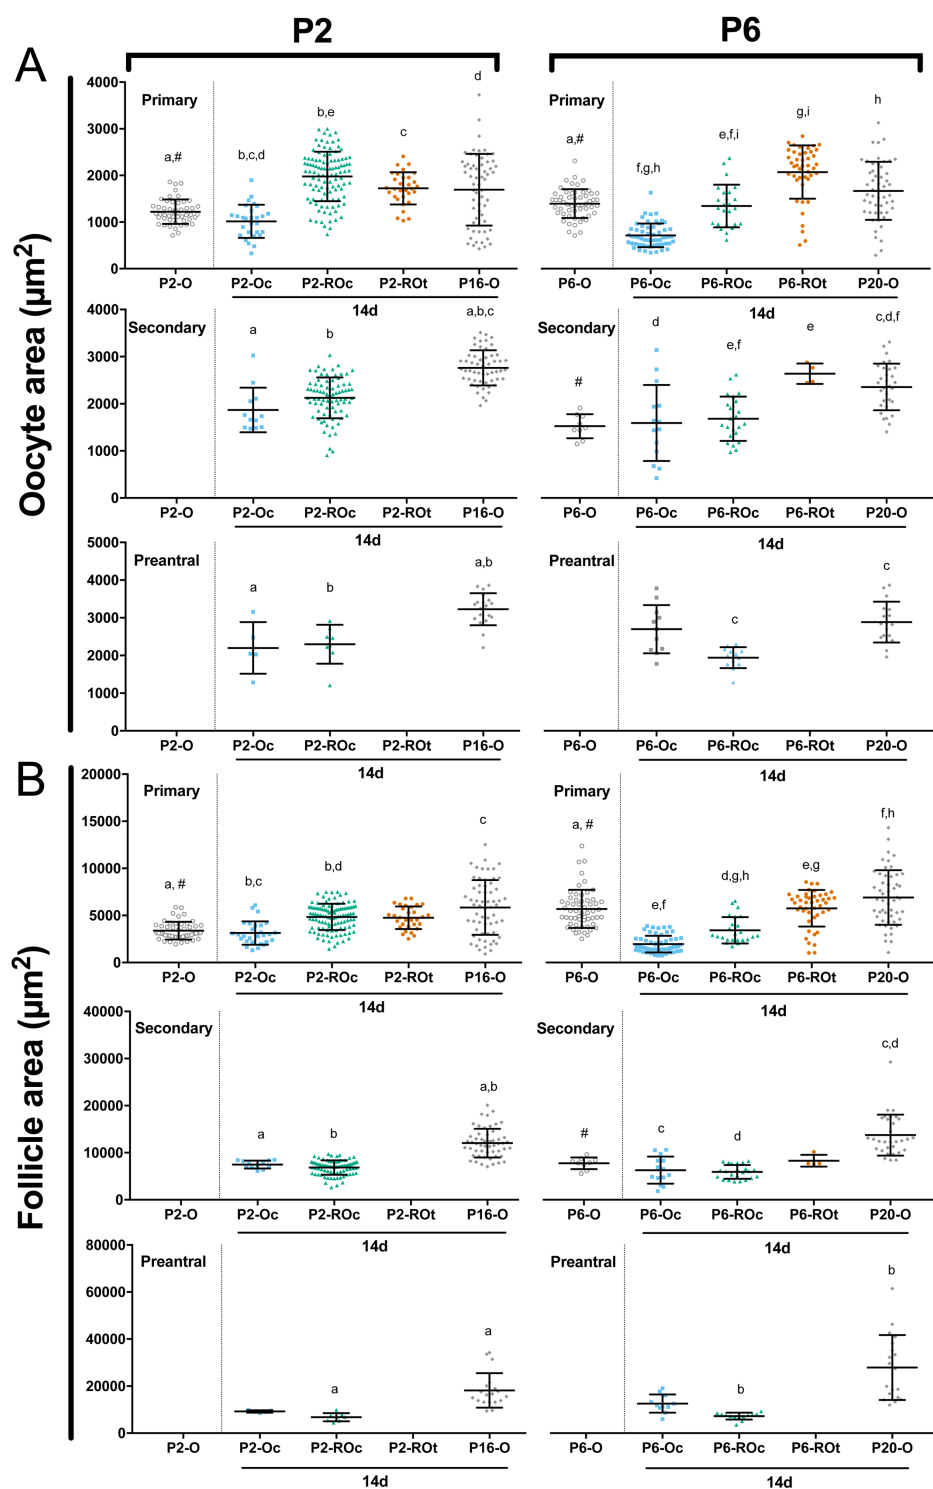 P2
P6
A
Oocyte area (µm²)
4000
3000
2000
1000
0
Primary
a,#
b,c,d
b,e
c
d
P2-O
P2-Oc
P2-ROc
P2-ROt
P16-O
14d
Primary
a,#
f,g,h
e,f,i
g,i
h
P6-O
P6-Oc
P6-ROc
P6-ROt
P20-O
14d
4000
3000
2000
1000
0
Secondary
a
b
a,b,c
P2-O
P2-Oc
P2-ROc
P2-ROt
P16-O
14d
Secondary
#
d
e,f
e
c,d,f
P6-O
P6-Oc
P6-ROc
P6-ROt
P20-O
14d
5000
4000
3000
2000
1000
0
Preantral
a
b
a,b
P2-O
P2-Oc
P2-ROc
P2-ROt
P16-O
14d
Preantral
c
c
P6-O
P6-Oc
P6-ROc
P6-ROt
P20-O
14d
B
Follicle area (µm²)
20000
15000
10000
5000
0
Primary
a, #
b,c
b,d
c
P2-O
P2-Oc
P2-ROc
P2-ROt
P16-O
14d
Primary
a, #
e,f
d,g,h
e,g
f,h
P6-O
P6-Oc
P6-ROc
P6-ROt
P20-O
14d
40000
30000
20000
10000
0
Secondary
a
b
a,b
P2-O
P2-Oc
P2-ROc
P2-ROt
P16-O
14d
Secondary
#
c
d
c,d
P6-O
P6-Oc
P6-ROc
P6-ROt
P20-O
14d
80000
60000
40000
20000
0
Preantral
a
a
P2-O
P2-Oc
P2-ROc
P2-ROt
P16-O
14d
Preantral
b
b
P6-O
P6-Oc
P6-ROc
P6-ROt
P20-O
14d